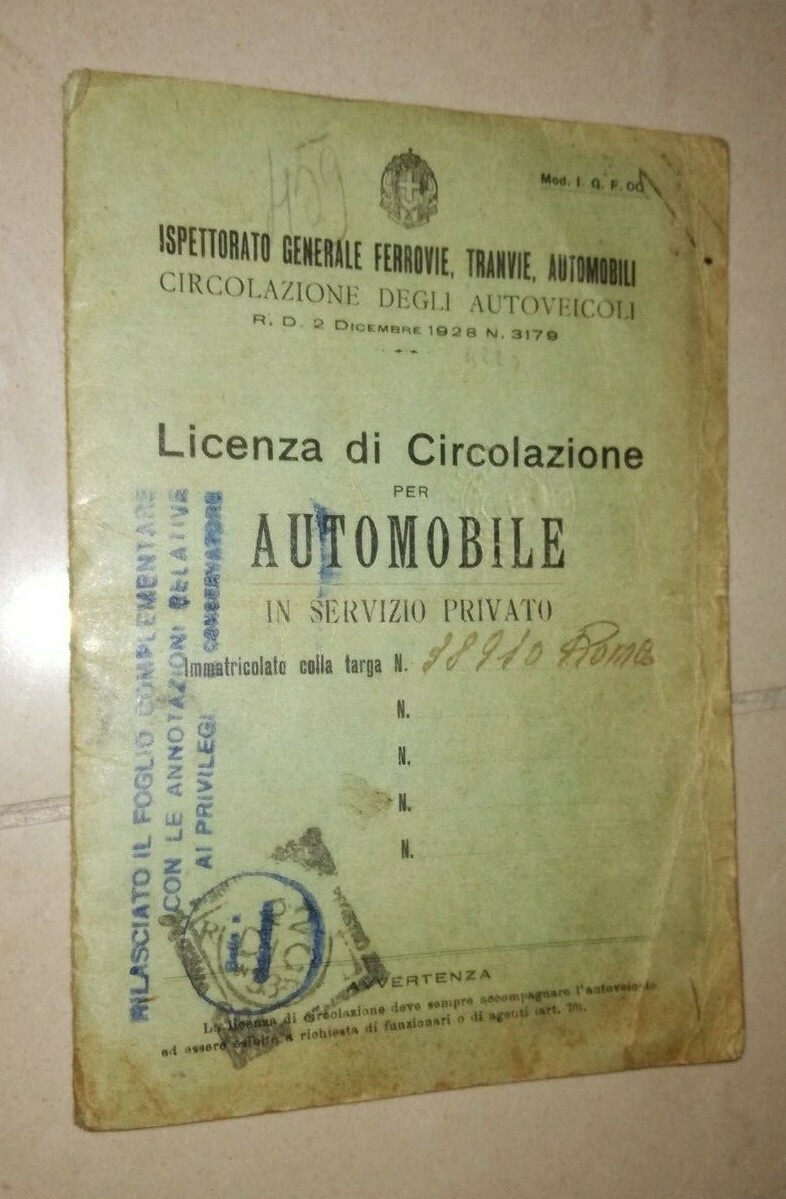 Mod. I. G. F.
ISPETTORATO GENERALE FERROVIE, TRANVIE, AUTOMOBILI
CIRCOLAZIONE DEGLI AUTOVEICOLI
R. D. 2 DICEMBRE 1928 N. 3179
Licenza di Circolazione
PER
AUTOMOBILE
IN SERVIZIO PRIVATO
Immatricolato colla targa N. 38910 Roma
N.
N.
N.
N.
RILASCIATO IL FOGLIO COMPLEMENTARE
CON LE ANNOTAZIONI RELATIVE
AI PRIVILEGI CONSERVATORE
AVVERTENZA
La licenza di circolazione deve sempre accompagnare l'autoveicolo
ed essere esibita a richiesta di funzionari o di agenti (art.